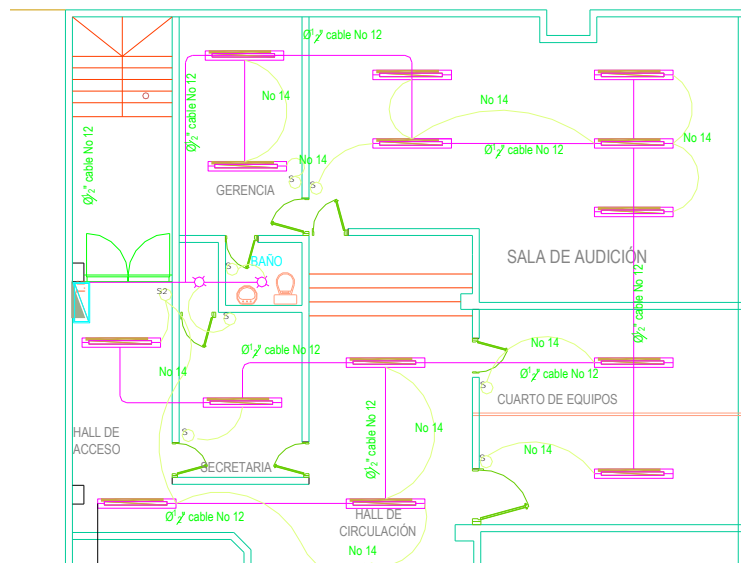 Ø½" cable No 12
Ø½" cable No 12
Ø½" cable No 12
No 14
No 14
No 14
No 14
Ø½" cable No 12
S
S
GERENCIA
SALA DE AUDICIÓN
BAÑO
S
S2
S
Ø½" cable No 12
Ø½" cable No 12
No 14
No 14
Ø½" cable No 12
S
CUARTO DE EQUIPOS
Ø½" cable No 12
HALL DE
ACCESO
S
No 14
No 14
S
SECRETARIA
Ø½" cable No 12
HALL DE
CIRCULACIÓN
No 14